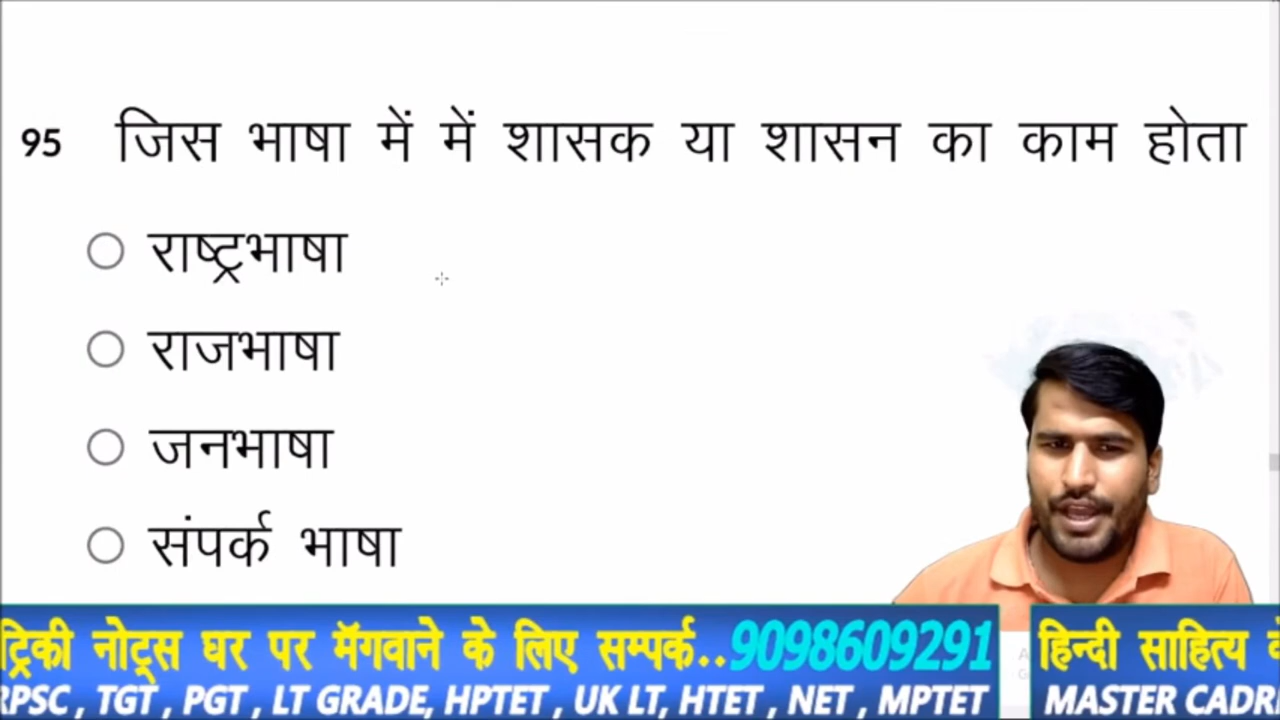 95 जिस भाषा में में शासक या शासन का काम होता
राष्ट्रभाषा
राजभाषा
जनभाषा
संपर्क भाषा
ट्रिकी नोट्स घर पर मॅगवाने के लिए सम्पर्क..9098609291 हिन्दी साहित्य
RPSC , TGT , PGT , LT GRADE, HPTET , UK LT, HTET , NET , MPTET MASTER CADR